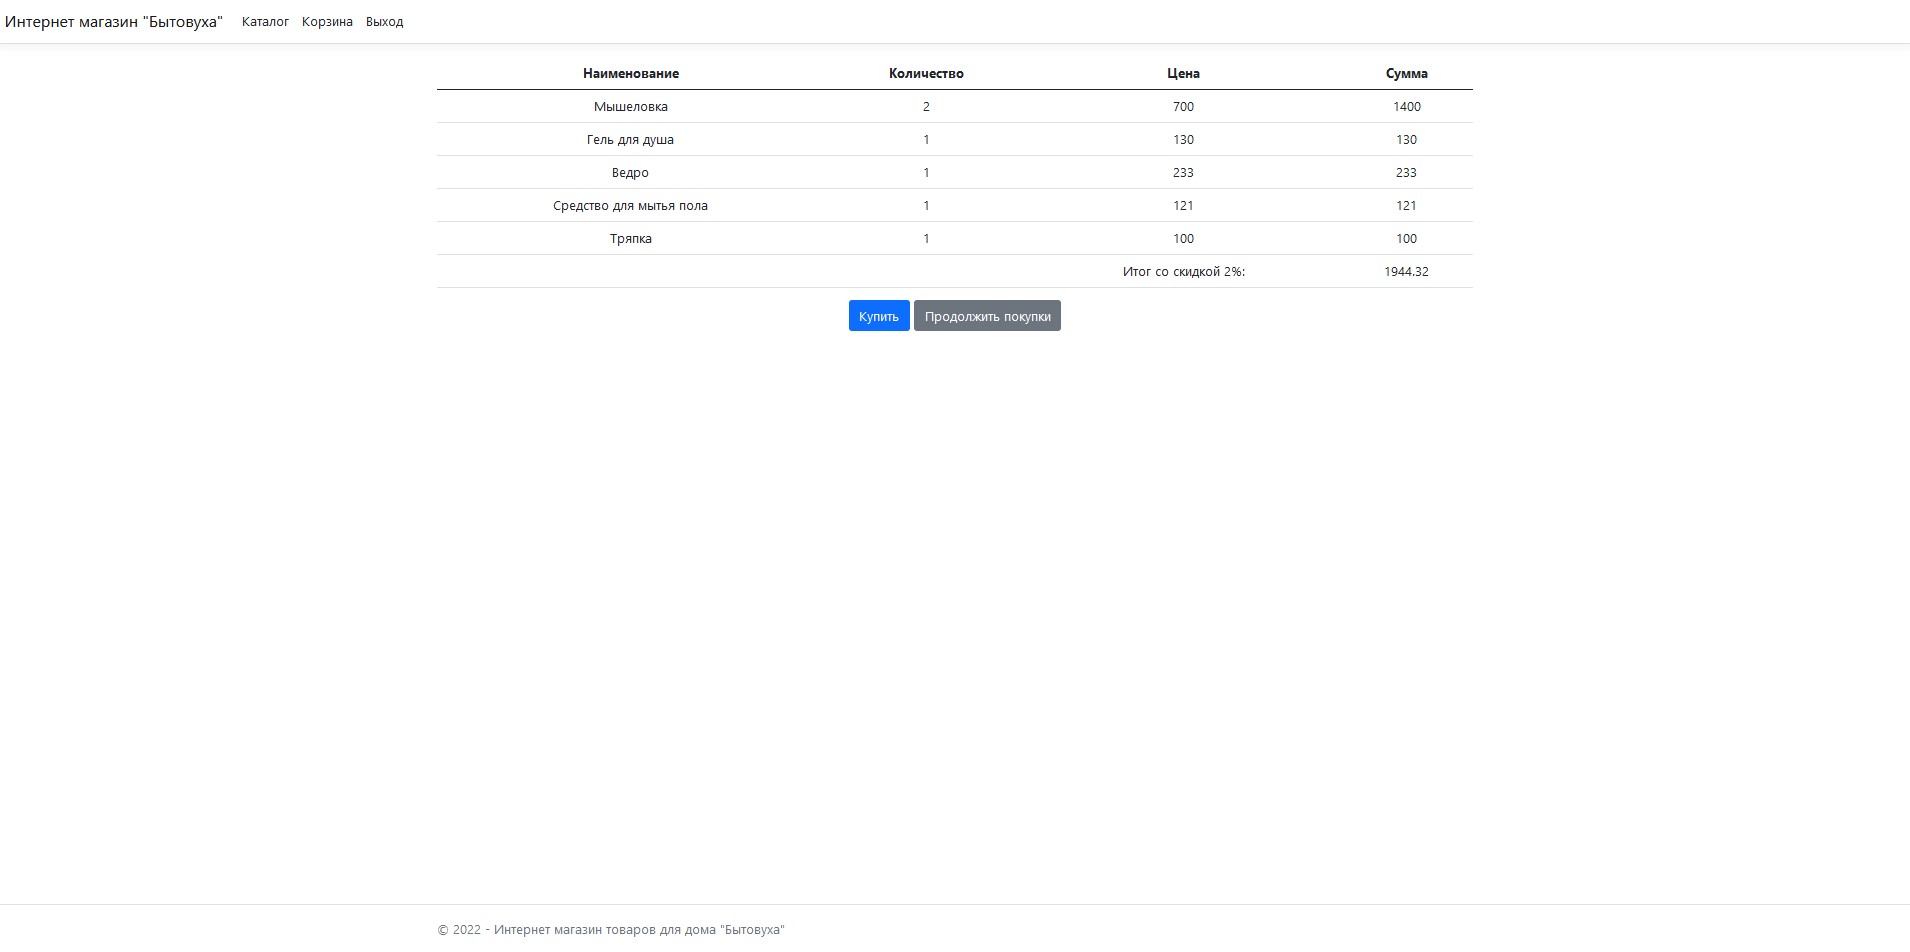 Интернет магазин "Бытовуха" Каталог Корзина Выход
Наименование Количество Цена Сумма
Мышеловка 2 700 1400
Гель для душа 1 130 130
Ведро 1 233 233
Средство для мытья пола 1 121 121
Тряпка 1 100 100
Итог со скидкой 2%: 1944.32
Купить Продолжить покупки
© 2022 - Интернет магазин товаров для дома "Бытовуха"